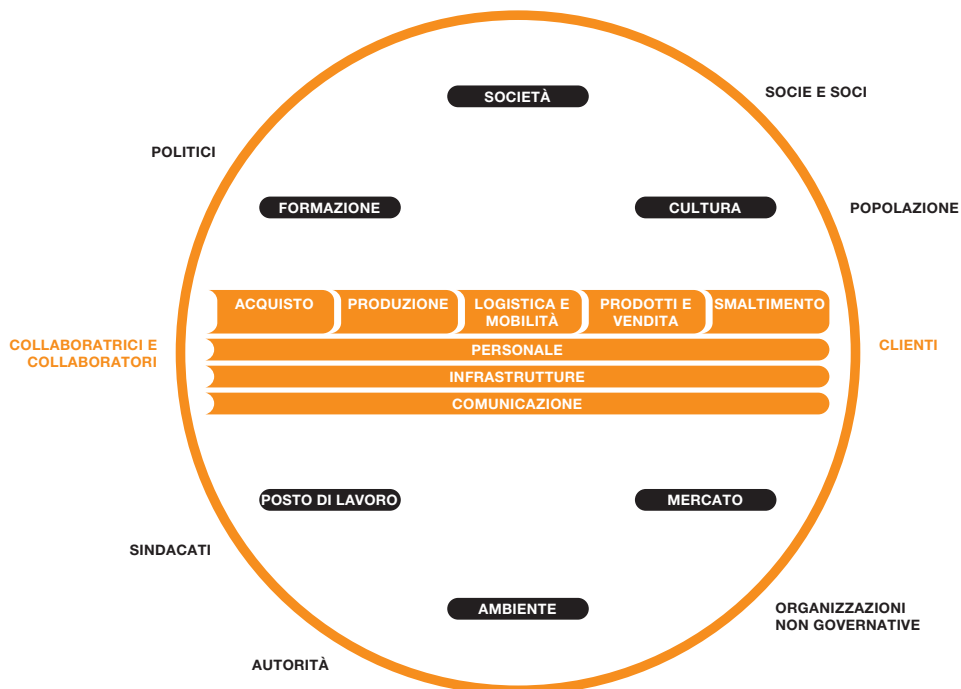 SOCIETÀ
SOCIE E SOCI
POLITICI
FORMAZIONE
CULTURA
POPOLAZIONE
ACQUISTO
PRODUZIONE
LOGISTICA E
MOBILITÀ
PRODOTTI E
VENDITA
SMALTIMENTO
COLLABORATRICI E
COLLABORATORI
PERSONALE
CLIENTI
INFRASTRUTTURE
COMUNICAZIONE
POSTO DI LAVORO
MERCATO
SINDACATI
AMBIENTE
ORGANIZZAZIONI
NON GOVERNATIVE
AUTORITÀ